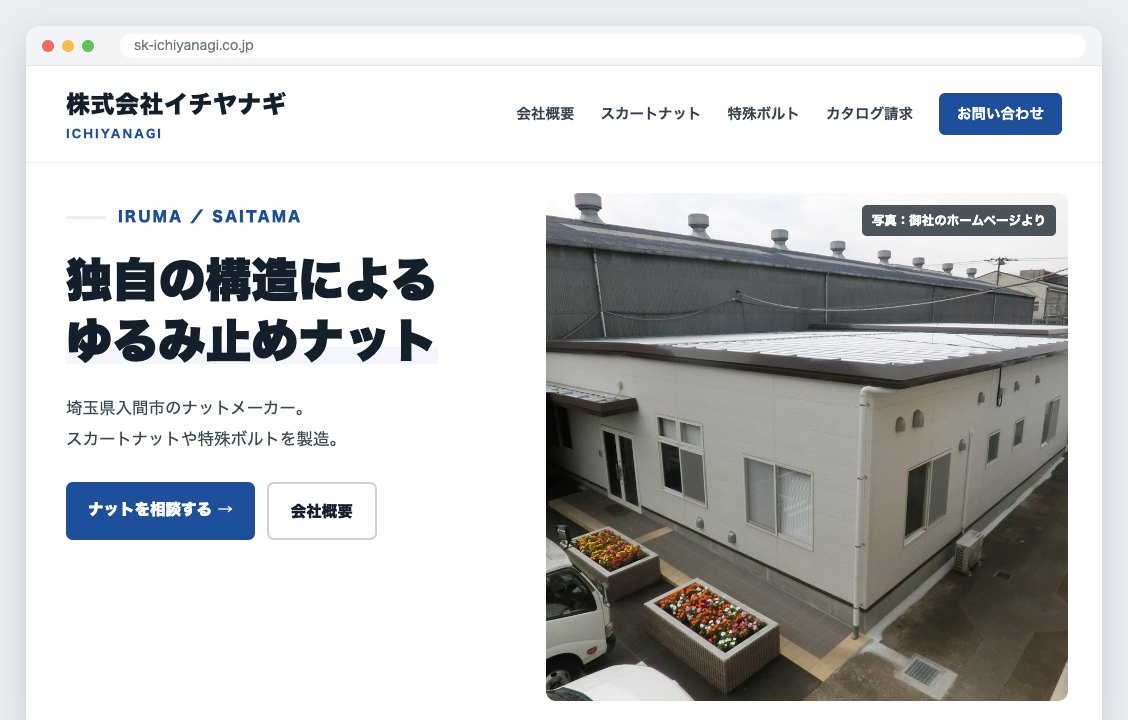 sk-ichiyanagi.co.jp
株式会社イチヤナギ
ICHIYANAGI
会社概要
スカートナット
特殊ボルト
カタログ請求
お問い合わせ
IRUMA ／ SAITAMA
独自の構造による
ゆるみ止めナット
埼玉県入間市のナットメーカー。
スカートナットや特殊ボルトを製造。
ナットを相談する →
会社概要
写真：御社のホームページより